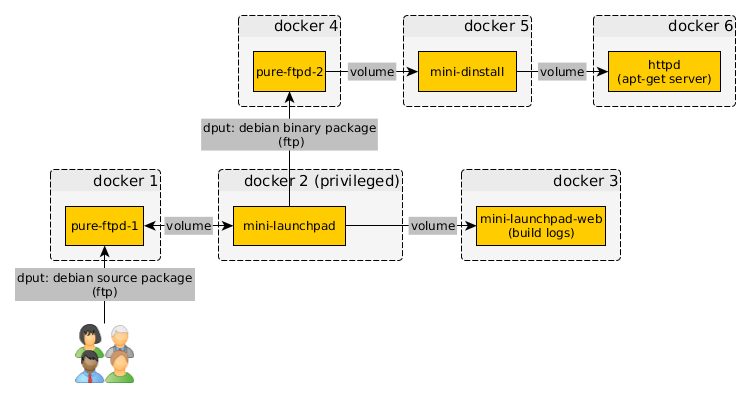 docker 4
docker 5
docker 6
pure-ftpd-2
volume
mini-dinstall
volume
httpd
(apt-get server)
dput: debian binary package
(ftp)
docker 1
docker 2 (privileged)
docker 3
pure-ftpd-1
volume
mini-launchpad
volume
mini-launchpad-web
(build logs)
dput: debian source package
(ftp)